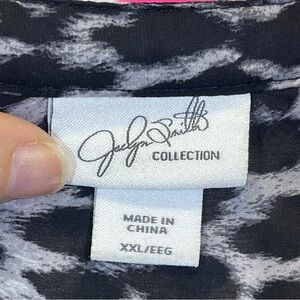 Jaclyn Smith
COLLECTION
MADE IN
CHINA
XXL/EEG